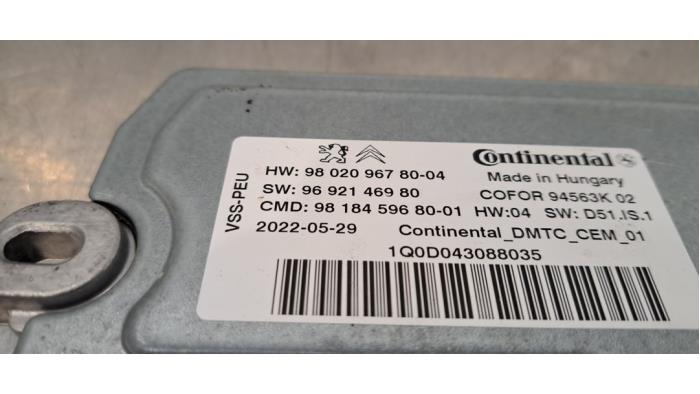 VSS-PEU
HW: 98 020 967 80-04
SW: 96 921 469 80
CMD: 98 184 596 80-01
2022-05-29
Continental
Made in Hungary
COFOR 94563K 02
HW:04 SW: D51.IS.1
Continental_DMTC_CEM_01
1Q0D043088035